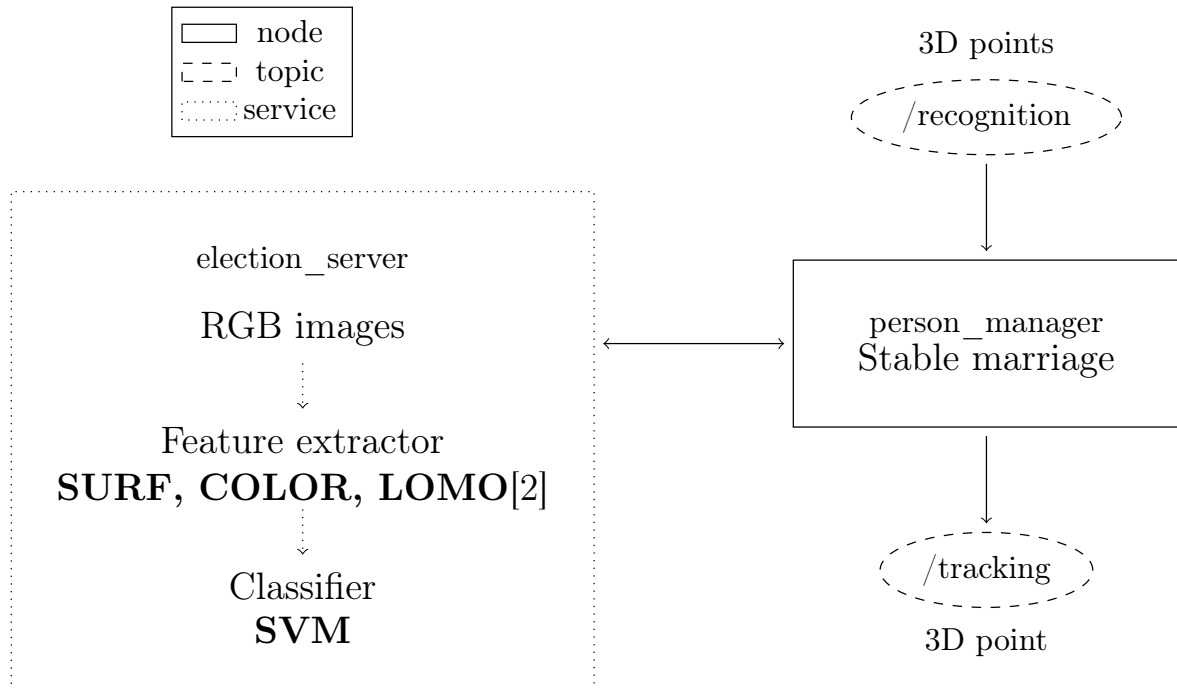 node
topic
service
3D points
/recognition
election_server
RGB images
Feature extractor
SURF, COLOR, LOMO[2]
Classifier
SVM
person_manager
Stable marriage
/tracking
3D point